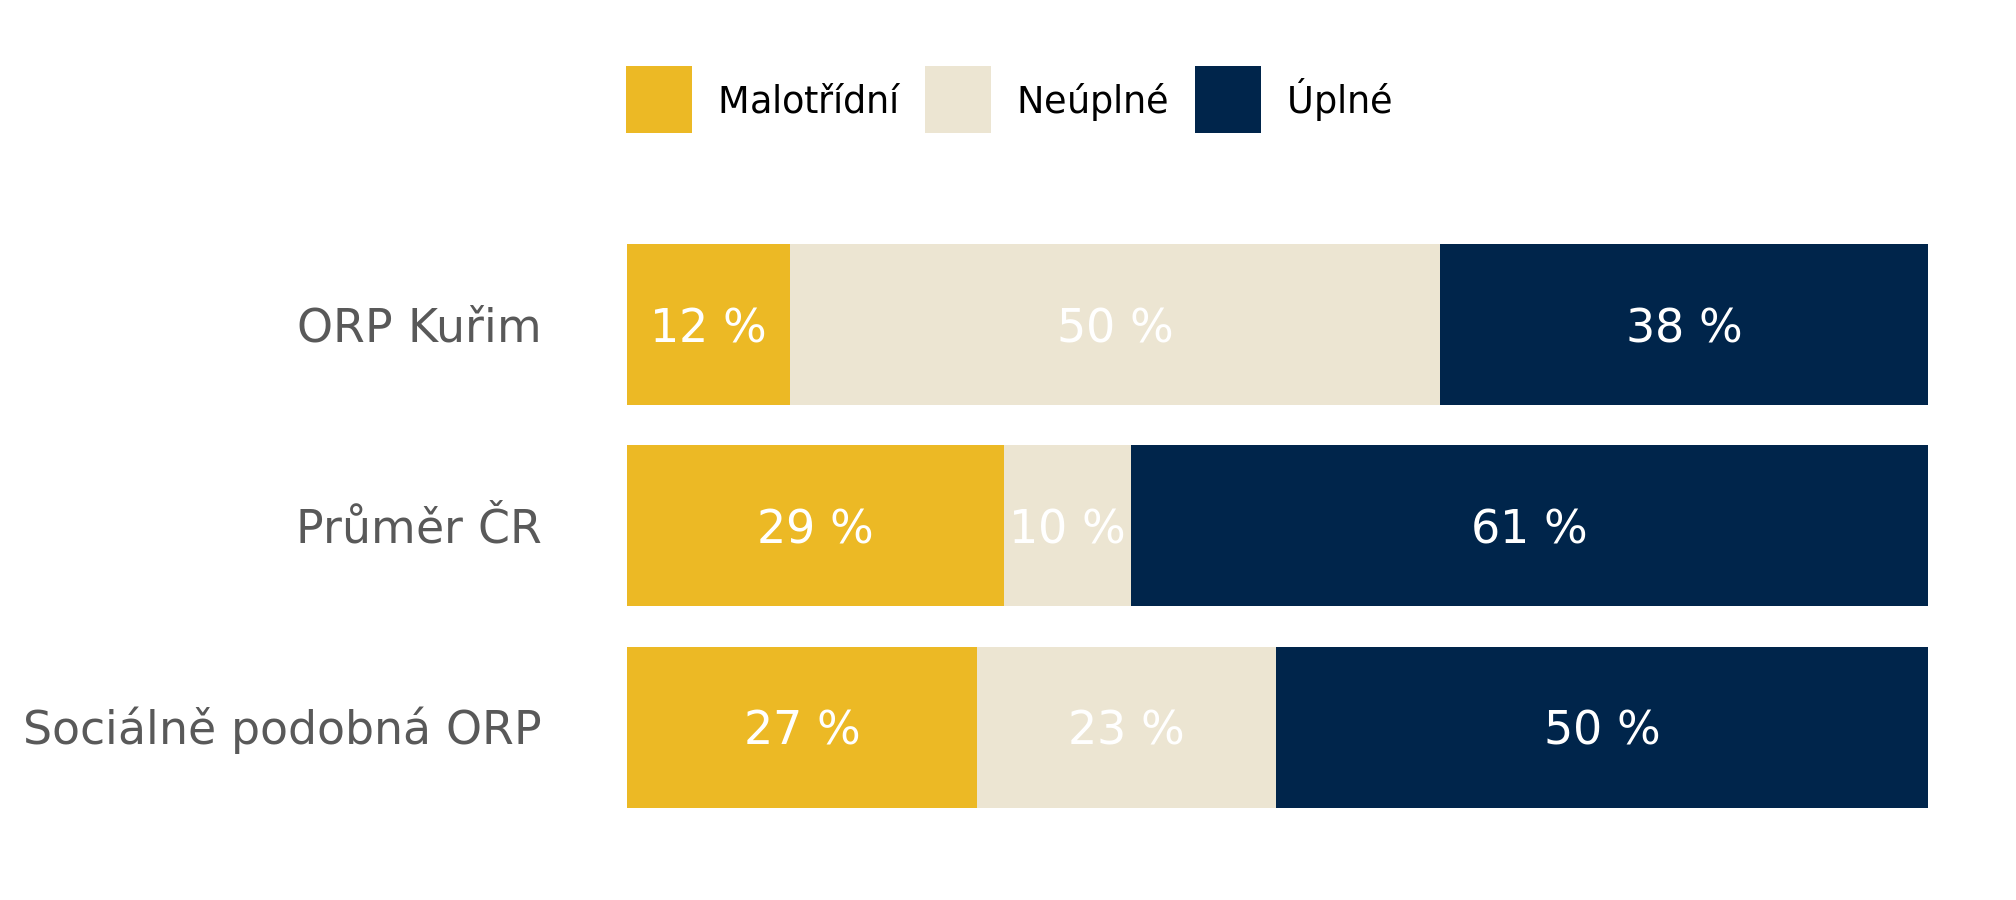 Malotřídní Neúplné Úplné
ORP Kuřim 12 % 50 % 38 %
Průměr ČR 29 % 10 % 61 %
Sociálně podobná ORP 27 % 23 % 50 %